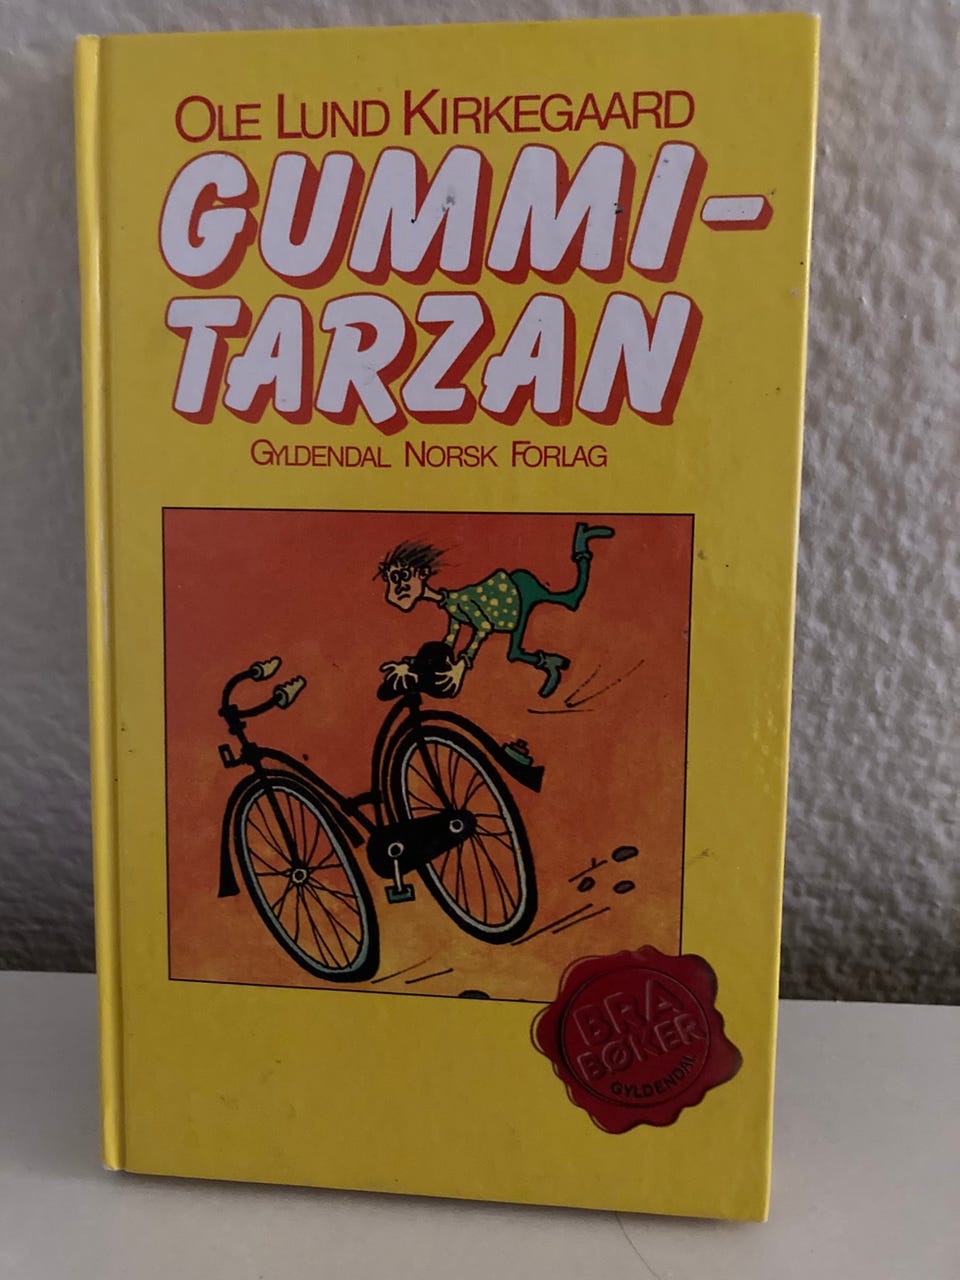 OLE LUND KIRKEGAARD
GUMMI-
TARZAN
GYLDENDAL NORSK FORLAG
BRA
BØKER
GYLDENDAL